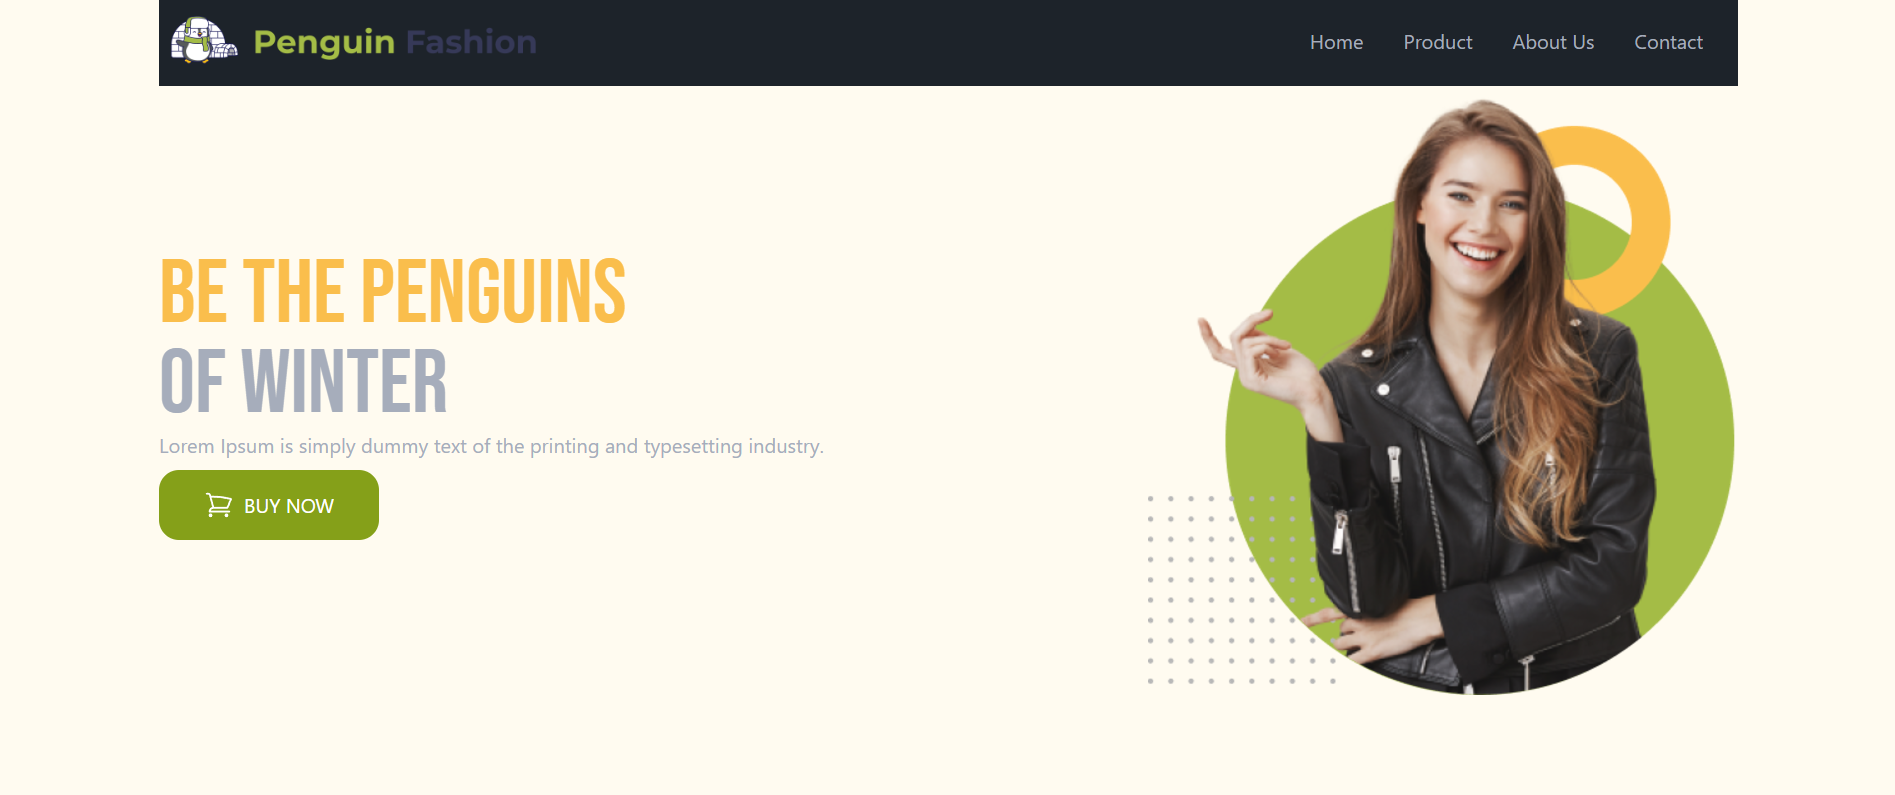 Penguin Fashion
Home Product About Us Contact
BE THE PENGUINS
OF WINTER
Lorem Ipsum is simply dummy text of the printing and typesetting industry.
BUY NOW